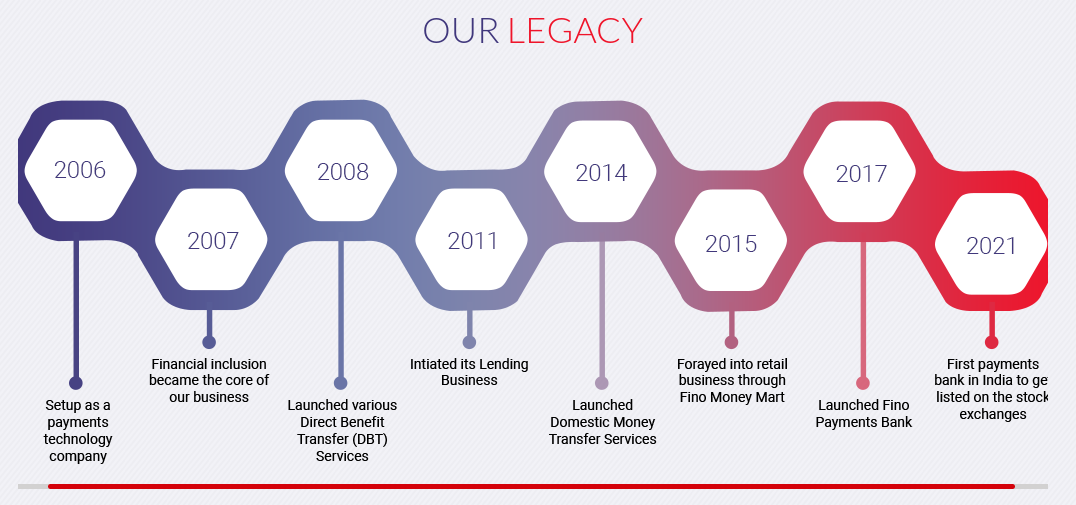 OUR LEGACY
2006
Setup as a
payments
technology
company
2007
Financial inclusion
became the core of
our business
2008
Launched various
Direct Benefit
Transfer (DBT)
Services
2011
Intiated its Lending
Business
2014
Launched
Domestic Money
Transfer Services
2015
Forayed into retail
business through
Fino Money Mart
2017
Launched Fino
Payments Bank
2021
First payments
bank in India to get
listed on the stock
exchanges